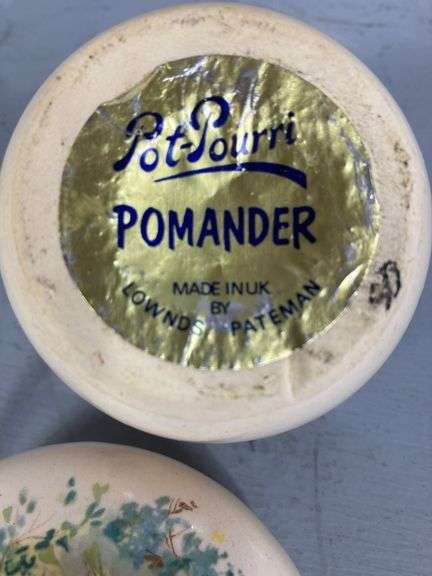 Pot-Pourri
POMANDER
MADE IN UK
BY
LOWNDS PATEMAN